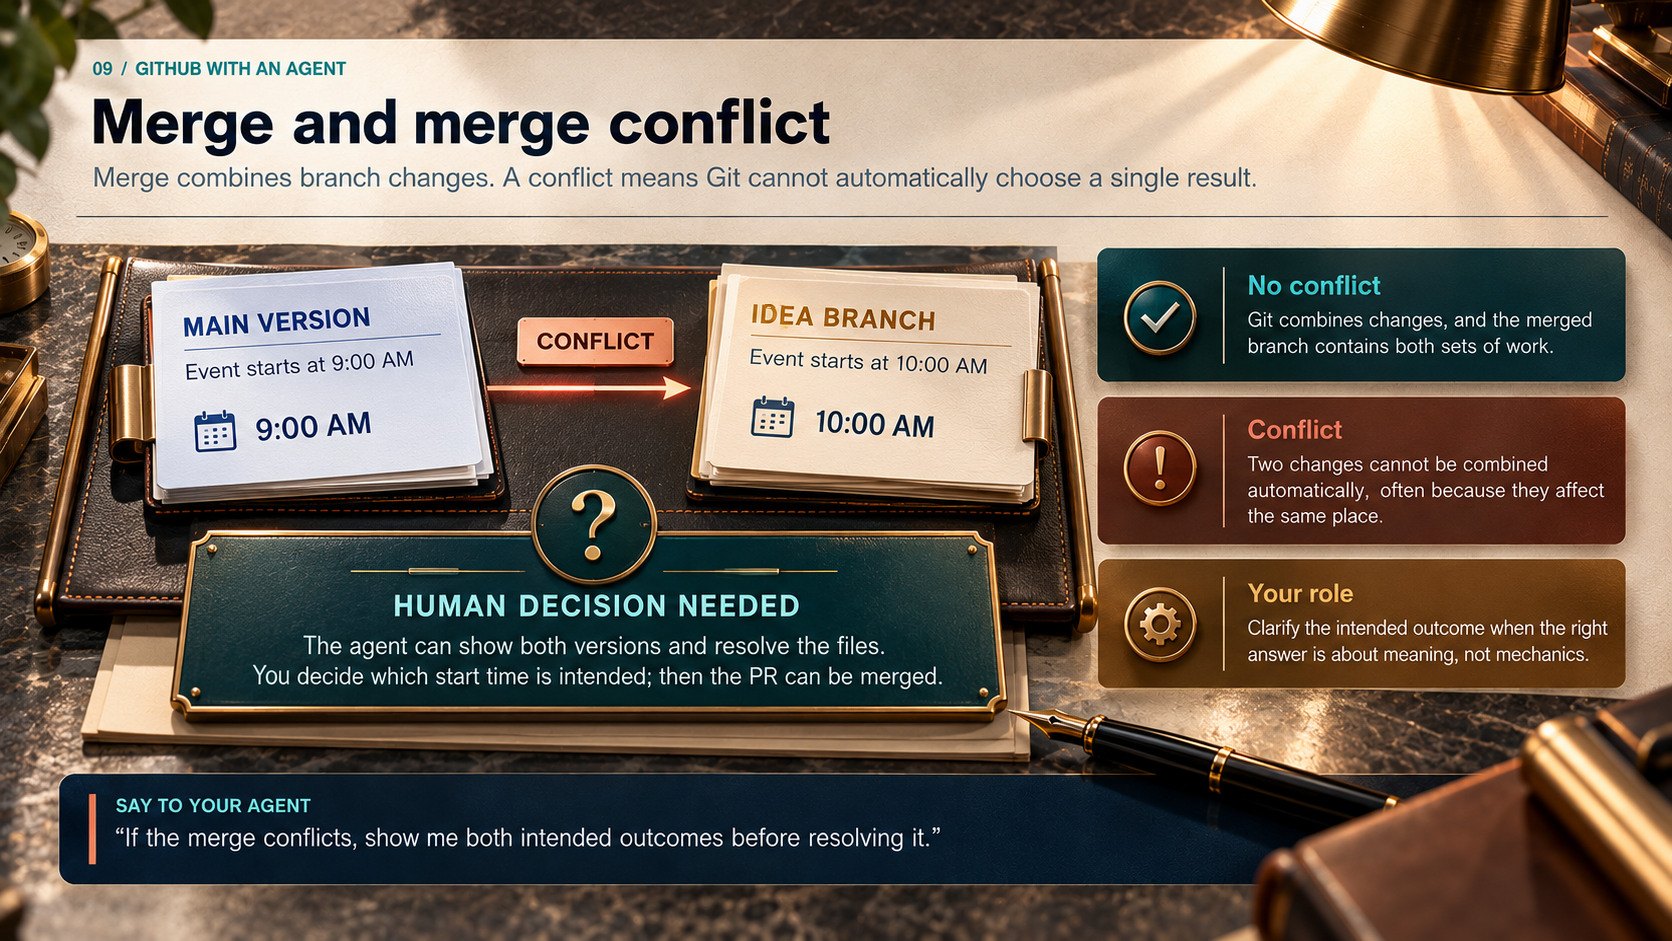 09 / GITHUB WITH AN AGENT
Merge and merge conflict
Merge combines branch changes. A conflict means Git cannot automatically choose a single result.
MAIN VERSION
Event starts at 9:00 AM
9:00 AM
CONFLICT
IDEA BRANCH
Event starts at 10:00 AM
10:00 AM
?
HUMAN DECISION NEEDED
The agent can show both versions and resolve the files.
You decide which start time is intended; then the PR can be merged.
No conflict
Git combines changes, and the merged
branch contains both sets of work.
!
Conflict
Two changes cannot be combined
automatically, often because they affect
the same place.
Your role
Clarify the intended outcome when the right
answer is about meaning, not mechanics.
SAY TO YOUR AGENT
“If the merge conflicts, show me both intended outcomes before resolving it.”